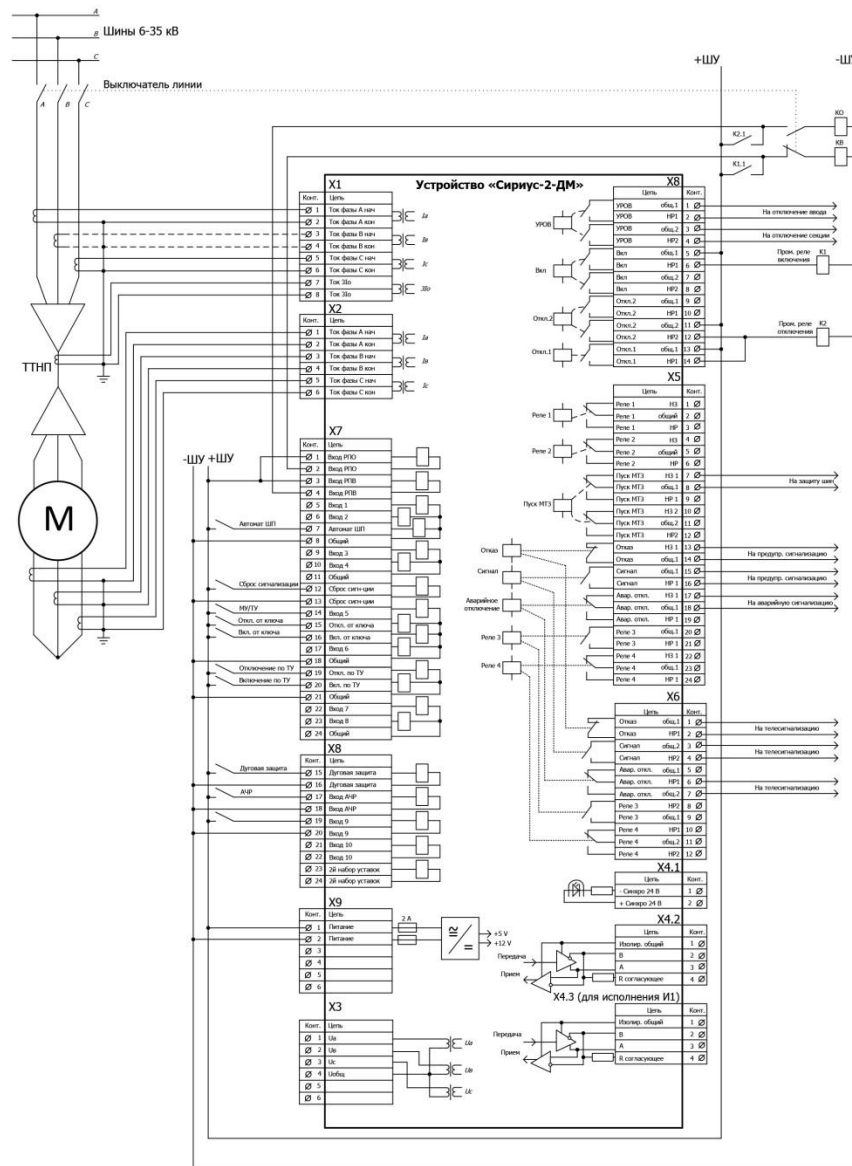 A
B
C
Шины 6-35 кВ
Выключатель линии
A
B
C
+ШУ
-ШУ
К2.1
КО
К1.1
КВ
Устройство «Сириус-2-ДМ»
ТТНП
М
-ШУ +ШУ
X1
Конт. Цепь
1 Ток фазы А нач
2 Ток фазы А кон
Iа
3 Ток фазы В нач
4 Ток фазы В кон
Iв
5 Ток фазы С нач
6 Ток фазы С кон
Iс
7 Ток 3Io
8 Ток 3Io
3Io
X2
Конт. Цепь
1 Ток фазы А нач
2 Ток фазы А кон
Iа
3 Ток фазы В нач
4 Ток фазы В кон
Iв
5 Ток фазы С нач
6 Ток фазы С кон
Iс
X7
Конт. Цепь
1 Вход РПО
2 Вход РПО
3 Вход РПВ
4 Вход РПВ
5 Вход 1
6 Вход 2
Автомат ШП
7 Автомат ШП
8 Общий
9 Вход 3
10 Вход 4
11 Общий
Сброс сигнализации
12 Сброс сигн-ции
13 Сброс сигн-ции
МУ/ТУ
14 Вход 5
Откл. от ключа
15 Откл. от ключа
Вкл. от ключа
16 Вкл. от ключа
17 Вход 6
18 Общий
Отключение по ТУ
19 Откл. по ТУ
Включение по ТУ
20 Вкл. по ТУ
21 Общий
22 Вход 7
23 Вход 8
24 Общий
X8
Дуговая защита
15 Дуговая защита
16 Дуговая защита
АЧР
17 Вход АЧР
18 Вход АЧР
19 Вход 9
20 Вход 9
21 Вход 10
22 Вход 10
23 2й набор уставок
24 2й набор уставок
X9
Конт. Цепь
1 Питание
2 Питание
3
4
5
6
2 А
+5 V
+12 V
X3
Конт. Цепь
1 Uа
2 Uв
3 Uс
4 Uобщ
5
6
Uа
Uв
Uс
X8
Цепь Конт.
УРОВ
УРОВ общ.1 1
УРОВ НР1 2
На отключение ввода
УРОВ общ.2 3
УРОВ НР2 4
На отключение секции
Вкл
Вкл общ.1 5
Вкл НР1 6
Пром. реле
включения
К1
Вкл общ.2 7
Вкл НР2 8
Откл.2
Откл.2 общ.1 9
Откл.2 НР1 10
Откл.2 общ.2 11
Откл.2 НР2 12
Пром. реле
отключения
К2
Откл.1
Откл.1 общ.1 13
Откл.1 НР1 14
X5
Цепь Конт.
Реле 1
Реле 1 НЗ 1
Реле 1 общий 2
Реле 1 НР 3
Реле 2
Реле 2 НЗ 4
Реле 2 общий 5
Реле 2 НР 6
Пуск МТЗ
Пуск МТЗ НЗ 1 7
Пуск МТЗ общ.1 8
На защиту шин
Пуск МТЗ НР 1 9
Пуск МТЗ НЗ 2 10
Пуск МТЗ общ.2 11
Пуск МТЗ НР 2 12
Отказ
Отказ НЗ 1 13
Отказ общ.1 14
На предупр. сигнализацию
Сигнал
Сигнал общ.1 15
Сигнал НР 1 16
На предупр. сигнализацию
Аварийное
отключение
Авар. откл. НЗ 1 17
Авар. откл. общ.1 18
На аварийную сигнализацию
Авар. откл. НР 1 19
Реле 3
Реле 3 общ.1 20
Реле 3 НР 1 21
Реле 4
Реле 4 НЗ 1 22
Реле 4 общ.1 23
Реле 4 НР 1 24
X6
Цепь Конт.
Отказ общ.1 1
Отказ НР1 2
На телесигнализацию
Сигнал общ.2 3
Сигнал НР2 4
На телесигнализацию
Авар. откл. общ.1 5
Авар. откл. НР1 6
Авар. откл. общ.2 7
На телесигнализацию
Реле 3 НР2 8
Реле 3 общ.1 9
Реле 4 НР1 10
Реле 4 общ.2 11
Реле 4 НР2 12
X4.1
Цепь Конт.
- Синхро 24 В 1
+ Синхро 24 В 2
X4.2
Цепь Конт.
Изолир. общий 1
В 2
А 3
R согласующее 4
Передача
Прием
X4.3 (для исполнения И1)
Цепь Конт.
Изолир. общий 1
В 2
А 3
R согласующее 4
Передача
Прием